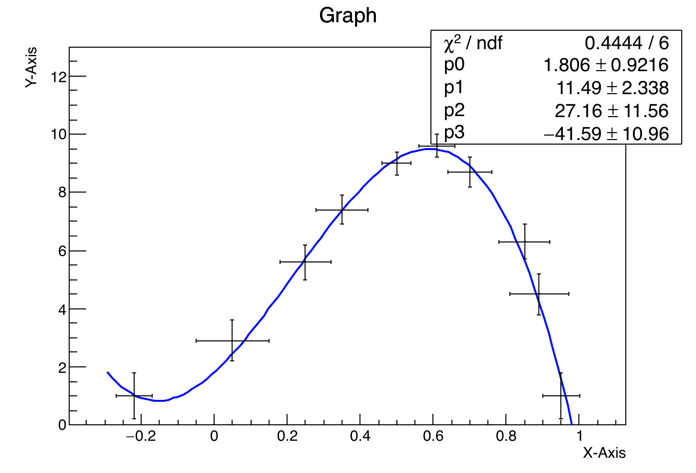 Graph
χ² / ndf 0.4444 / 6
p0 1.806 ± 0.9216
p1 11.49 ± 2.338
p2 27.16 ± 11.56
p3 −41.59 ± 10.96
Y-Axis
12
10
8
6
4
2
0
−0.2 0 0.2 0.4 0.6 0.8 1
X-Axis